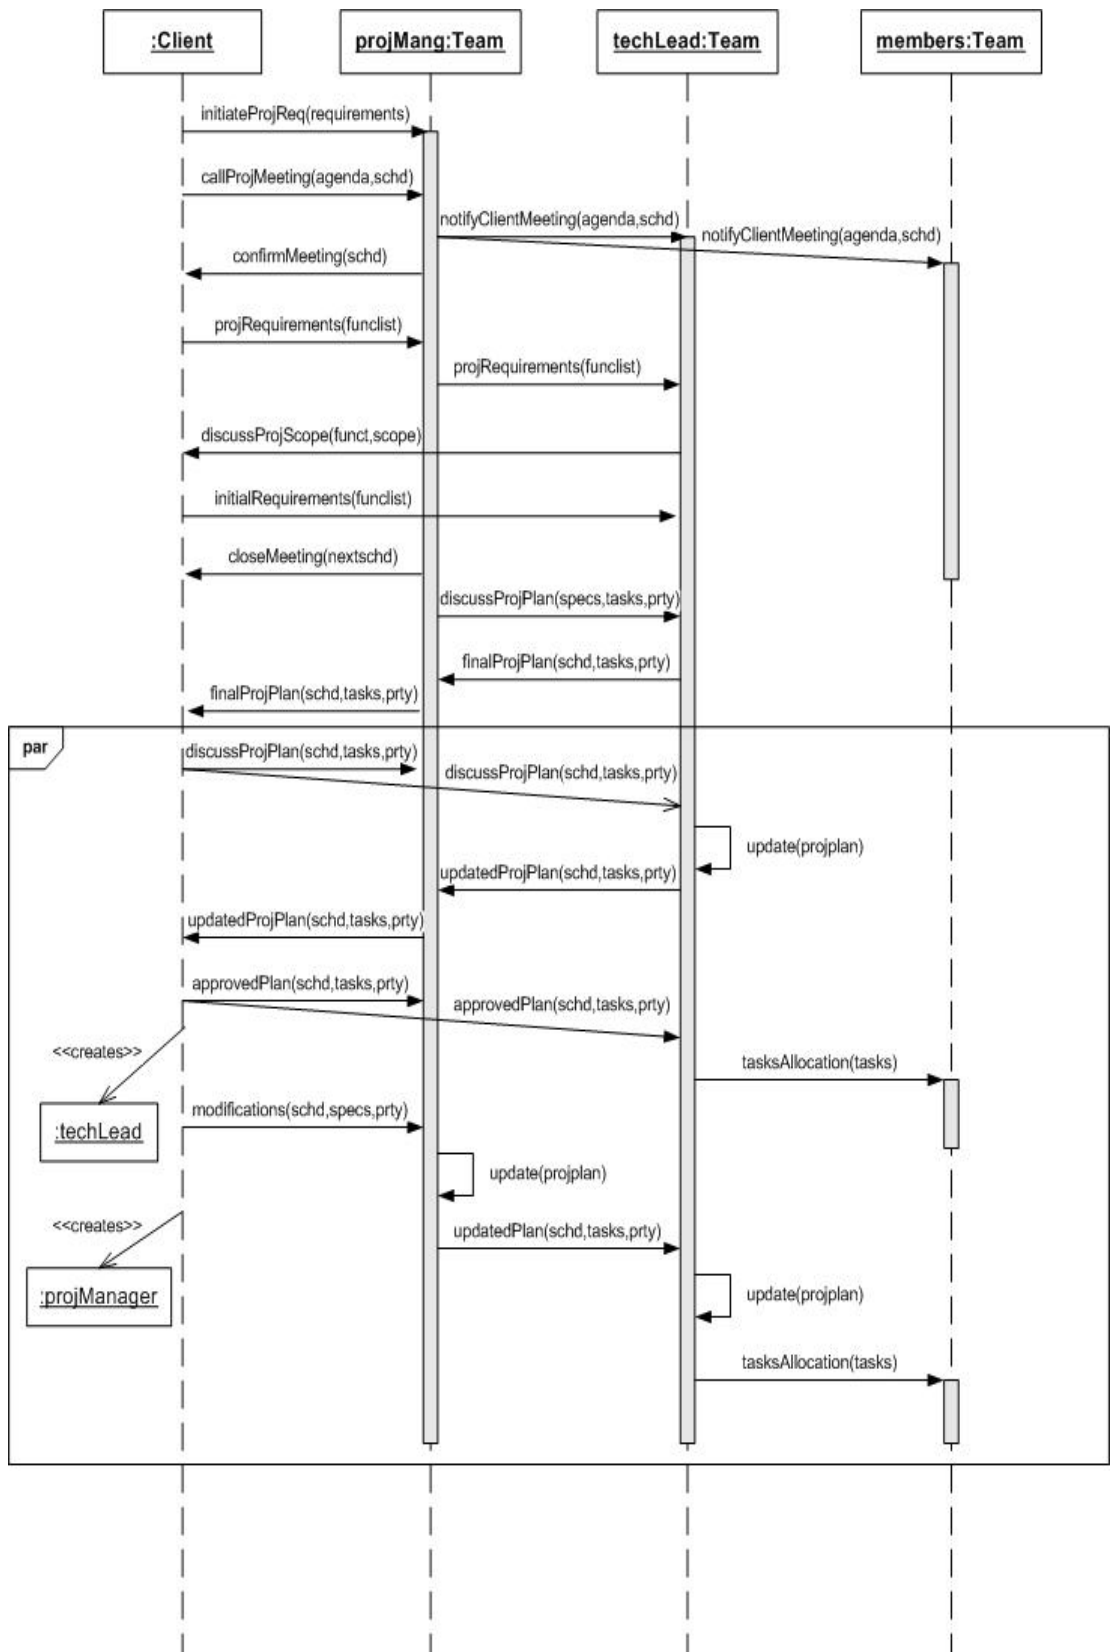 :Client
projMang:Team
techLead:Team
members:Team
initiateProjReq(requirements)
callProjMeeting(agenda,schd)
notifyClientMeeting(agenda,schd)
notifyClientMeeting(agenda,schd)
confirmMeeting(schd)
projRequirements(funclist)
projRequirements(funclist)
discussProjScope(funct,scope)
initialRequirements(funclist)
closeMeeting(nextschd)
discussProjPlan(specs,tasks,prty)
finalProjPlan(schd,tasks,prty)
finalProjPlan(schd,tasks,prty)
par
discussProjPlan(schd,tasks,prty)
discussProjPlan(schd,tasks,prty)
update(projplan)
updatedProjPlan(schd,tasks,prty)
updatedProjPlan(schd,tasks,prty)
approvedPlan(schd,tasks,prty)
approvedPlan(schd,tasks,prty)
<<creates>>
tasksAllocation(tasks)
:techLead
modifications(schd,specs,prty)
update(projplan)
<<creates>>
updatedPlan(schd,tasks,prty)
:projManager
update(projplan)
tasksAllocation(tasks)